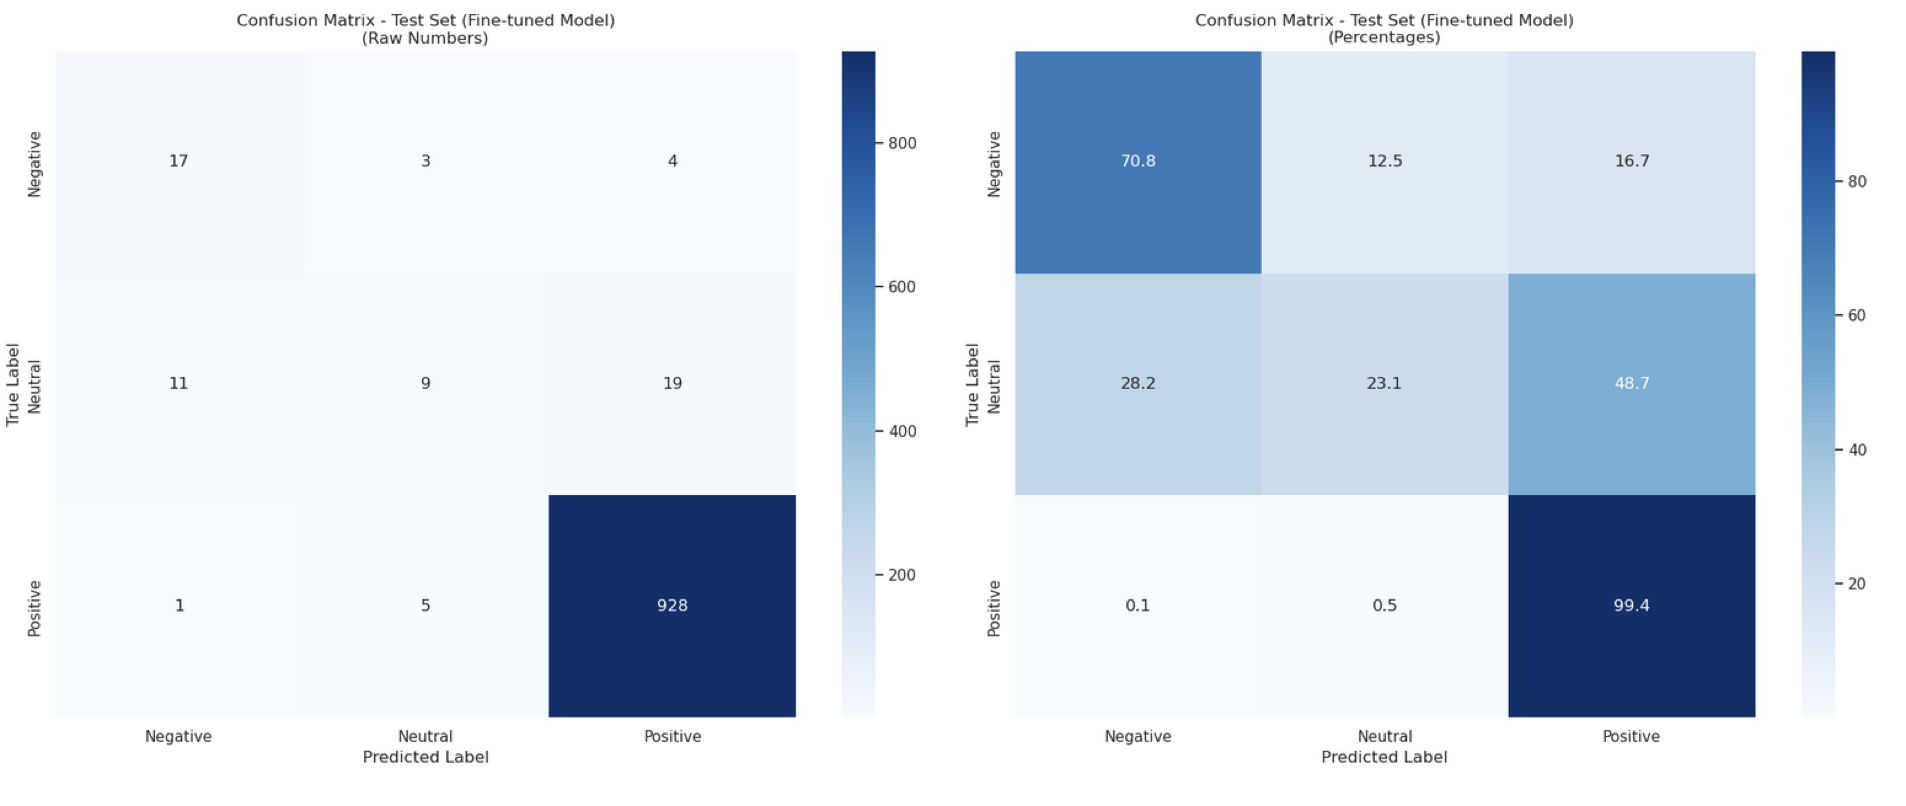 Confusion Matrix - Test Set (Fine-tuned Model)
(Raw Numbers)
True Label
Negative
Neutral
Positive
17 3 4
11 9 19
1 5 928
Negative Neutral Positive
Predicted Label
800
600
400
200
Confusion Matrix - Test Set (Fine-tuned Model)
(Percentages)
True Label
Negative
Neutral
Positive
70.8 12.5 16.7
28.2 23.1 48.7
0.1 0.5 99.4
Negative Neutral Positive
Predicted Label
80
60
40
20